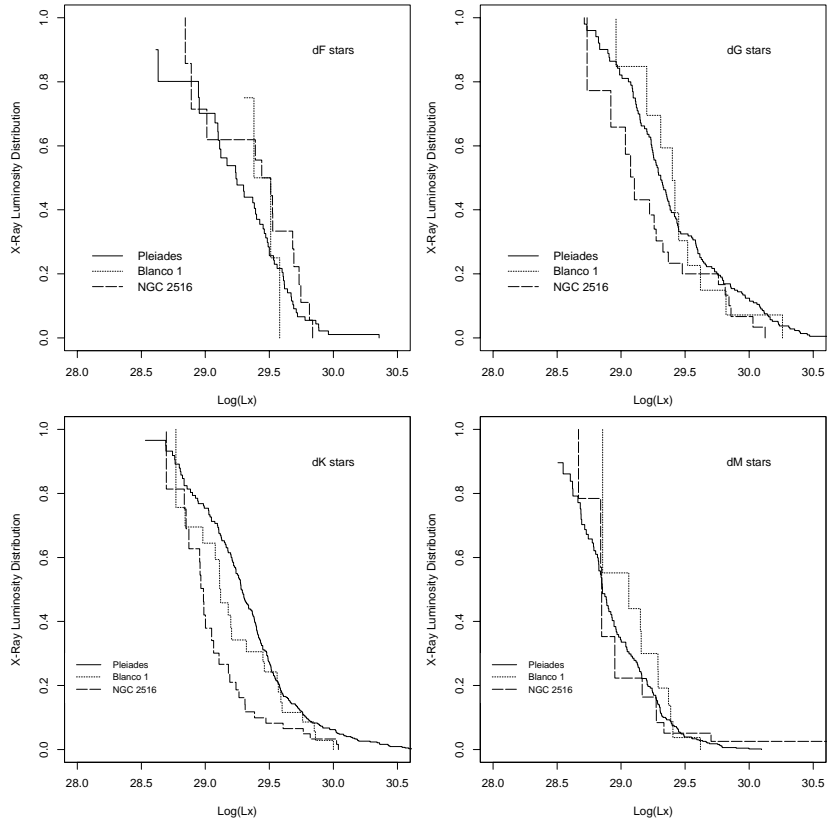 dF stars
X-Ray Luminosity Distribution
0.0 0.2 0.4 0.6 0.8 1.0
Pleiades
Blanco 1
NGC 2516
28.0 28.5 29.0 29.5 30.0 30.5
Log(Lx)
dG stars
X-Ray Luminosity Distribution
0.0 0.2 0.4 0.6 0.8 1.0
Pleiades
Blanco 1
NGC 2516
28.0 28.5 29.0 29.5 30.0 30.5
Log(Lx)
dK stars
X-Ray Luminosity Distribution
0.0 0.2 0.4 0.6 0.8 1.0
Pleiades
Blanco 1
NGC 2516
28.0 28.5 29.0 29.5 30.0 30.5
Log(Lx)
dM stars
X-Ray Luminosity Distribution
0.0 0.2 0.4 0.6 0.8 1.0
Pleiades
Blanco 1
NGC 2516
28.0 28.5 29.0 29.5 30.0 30.5
Log(Lx)